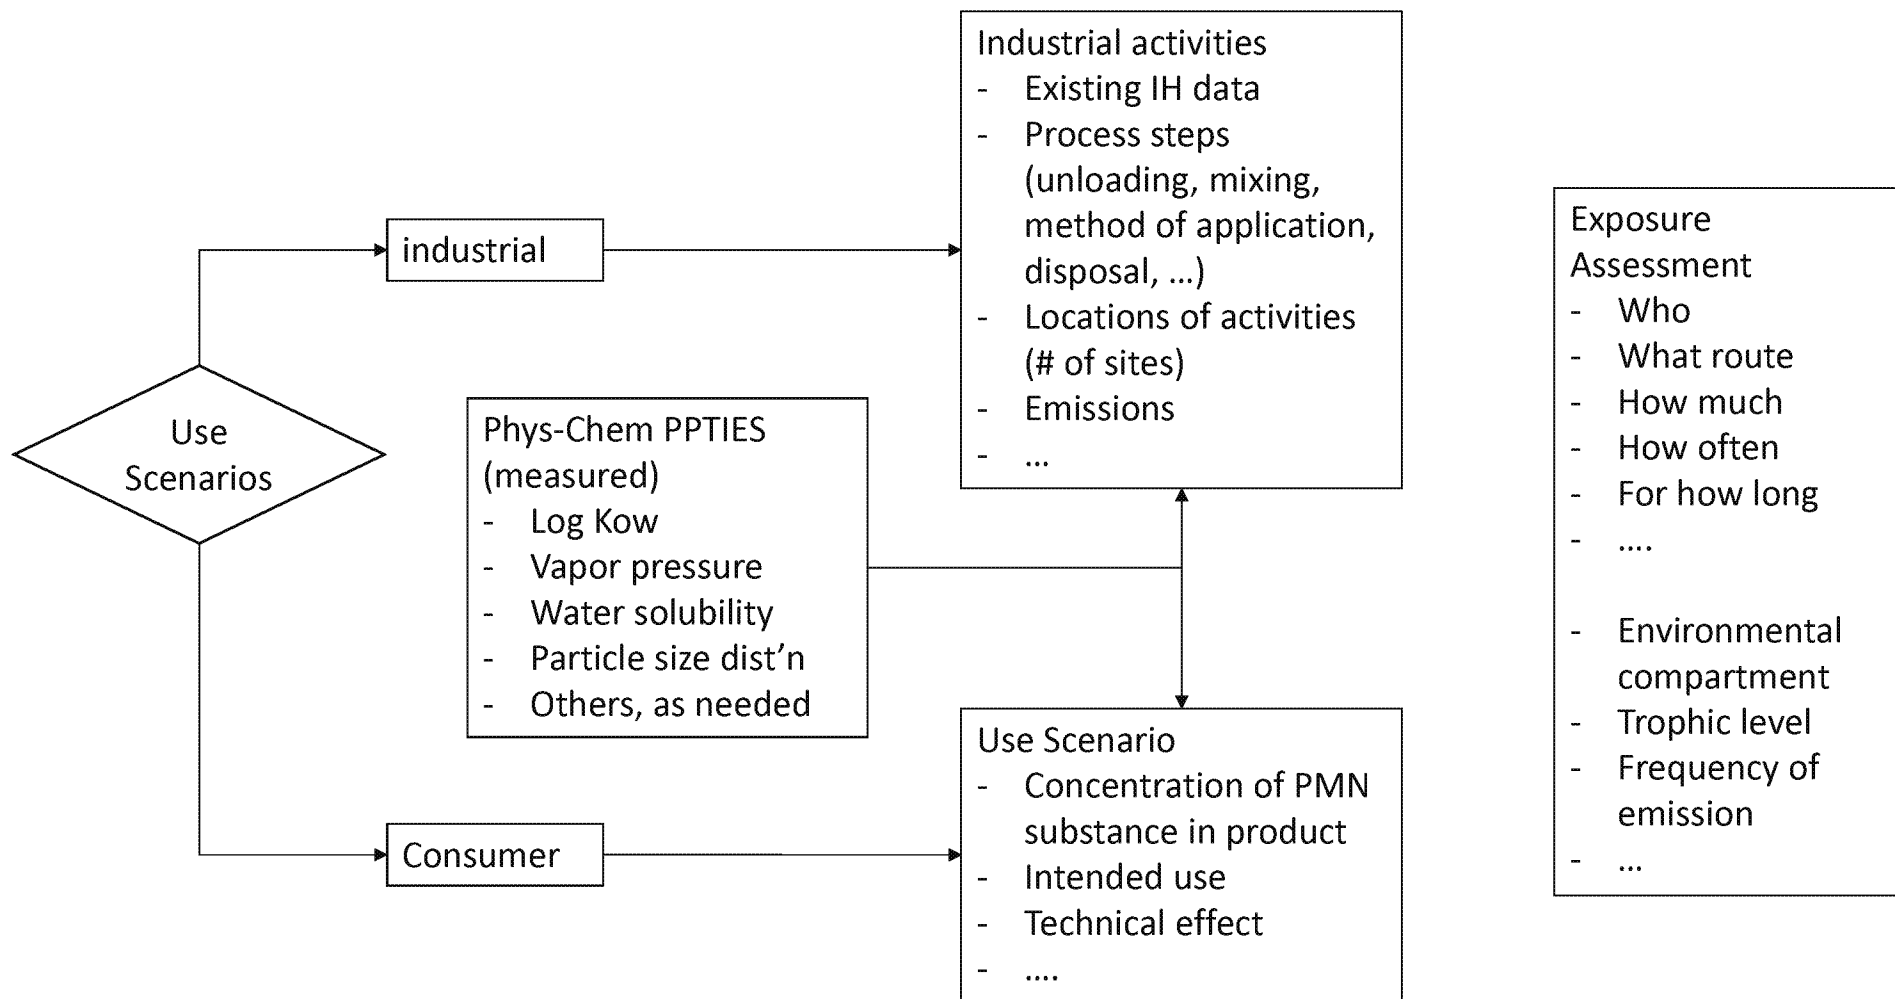 Industrial activities
- Existing IH data
- Process steps
(unloading, mixing,
method of application,
disposal, …)
- Locations of activities
(# of sites)
- Emissions
- …
industrial
Use
Scenarios
Phys-Chem PPTIES
(measured)
- Log Kow
- Vapor pressure
- Water solubility
- Particle size dist’n
- Others, as needed
Consumer
Use Scenario
- Concentration of PMN
substance in product
- Intended use
- Technical effect
- ….
Exposure
Assessment
- Who
- What route
- How much
- How often
- For how long
- ….
- Environmental
compartment
- Trophic level
- Frequency of
emission
- …